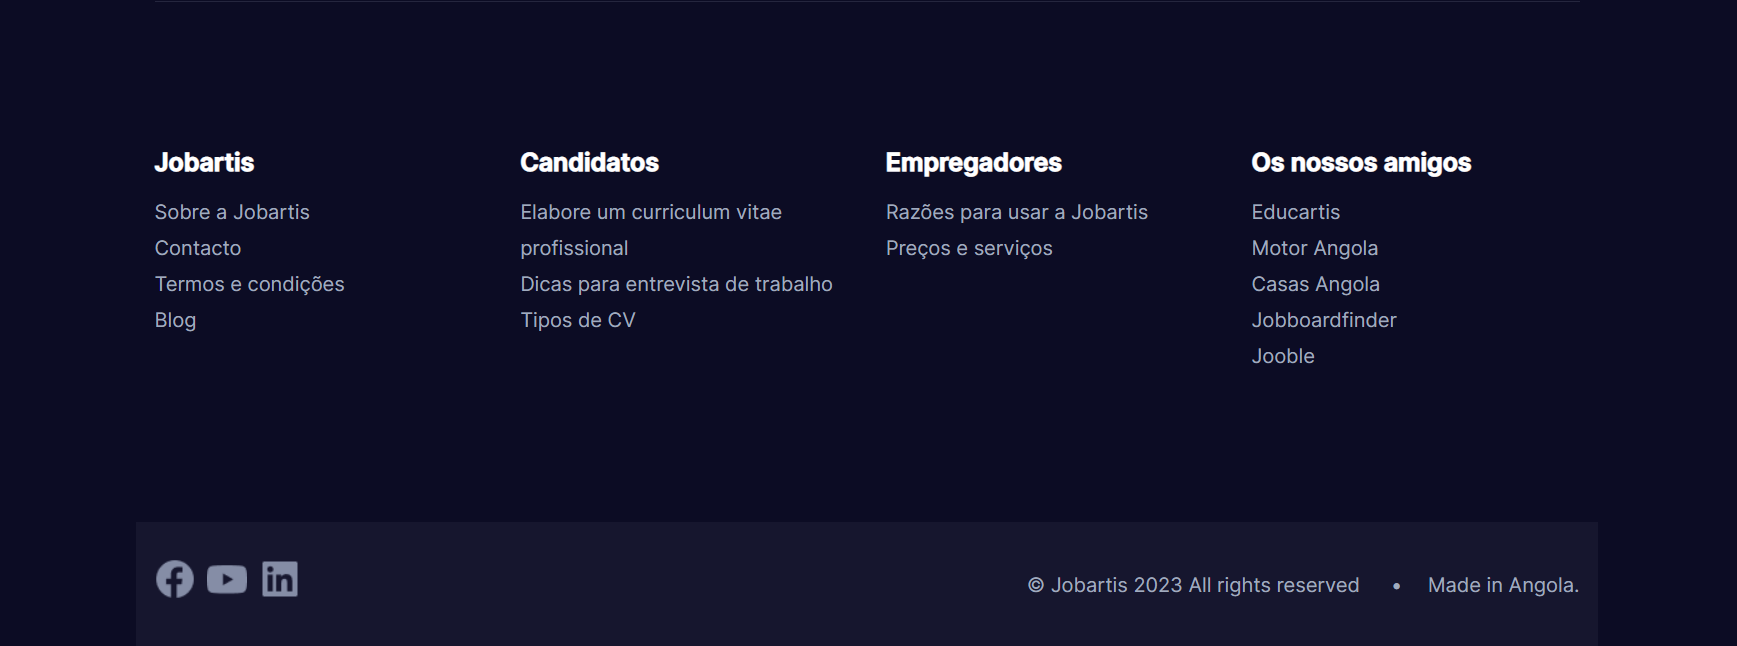 Jobartis
Sobre a Jobartis
Contacto
Termos e condições
Blog
Candidatos
Elabore um curriculum vitae
profissional
Dicas para entrevista de trabalho
Tipos de CV
Empregadores
Razões para usar a Jobartis
Preços e serviços
Os nossos amigos
Educartis
Motor Angola
Casas Angola
Jobboardfinder
Jooble
© Jobartis 2023 All rights reserved • Made in Angola.